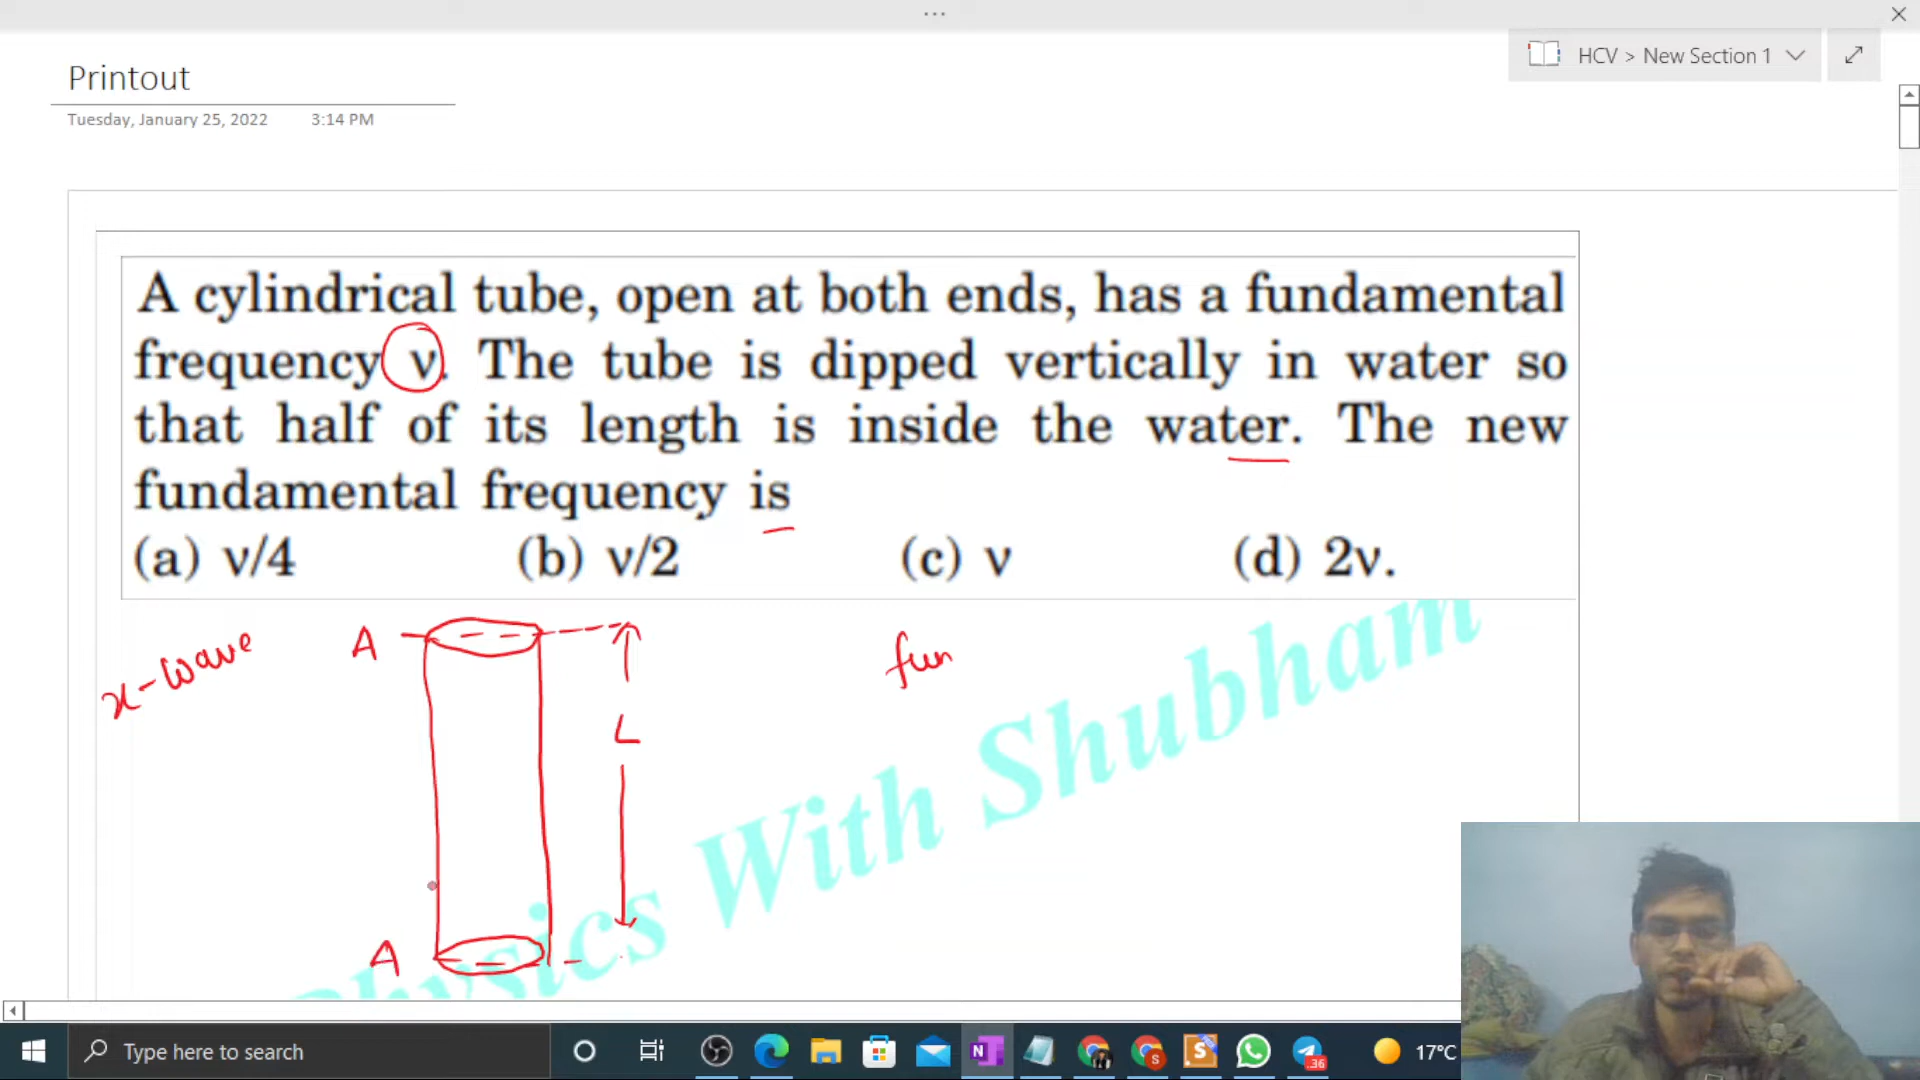 ...
HCV > New Section 1
Printout
Tuesday, January 25, 2022 3:14 PM
A cylindrical tube, open at both ends, has a fundamental
frequency ν. The tube is dipped vertically in water so
that half of its length is inside the water. The new
fundamental frequency is
(a) ν/4 (b) ν/2 (c) ν (d) 2ν.
x-wave A L fun
A
Physics With Shubham
Type here to search
N S S 36 17°C